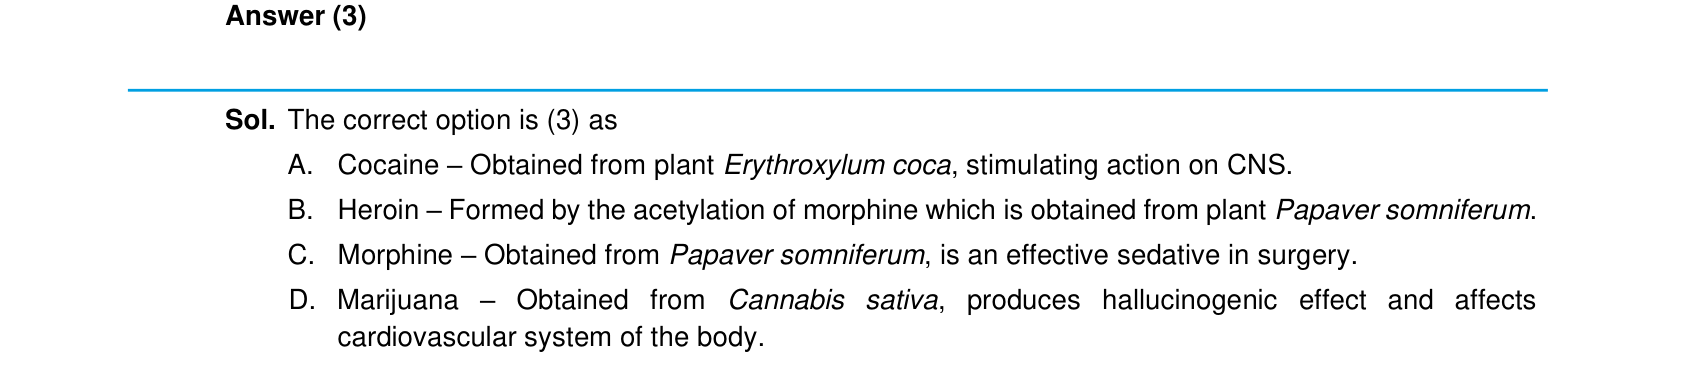 Answer (3)
Sol. The correct option is (3) as
A. Cocaine – Obtained from plant Erythroxylum coca, stimulating action on CNS.
B. Heroin – Formed by the acetylation of morphine which is obtained from plant Papaver somniferum.
C. Morphine – Obtained from Papaver somniferum, is an effective sedative in surgery.
D. Marijuana – Obtained from Cannabis sativa, produces hallucinogenic effect and affects
cardiovascular system of the body.